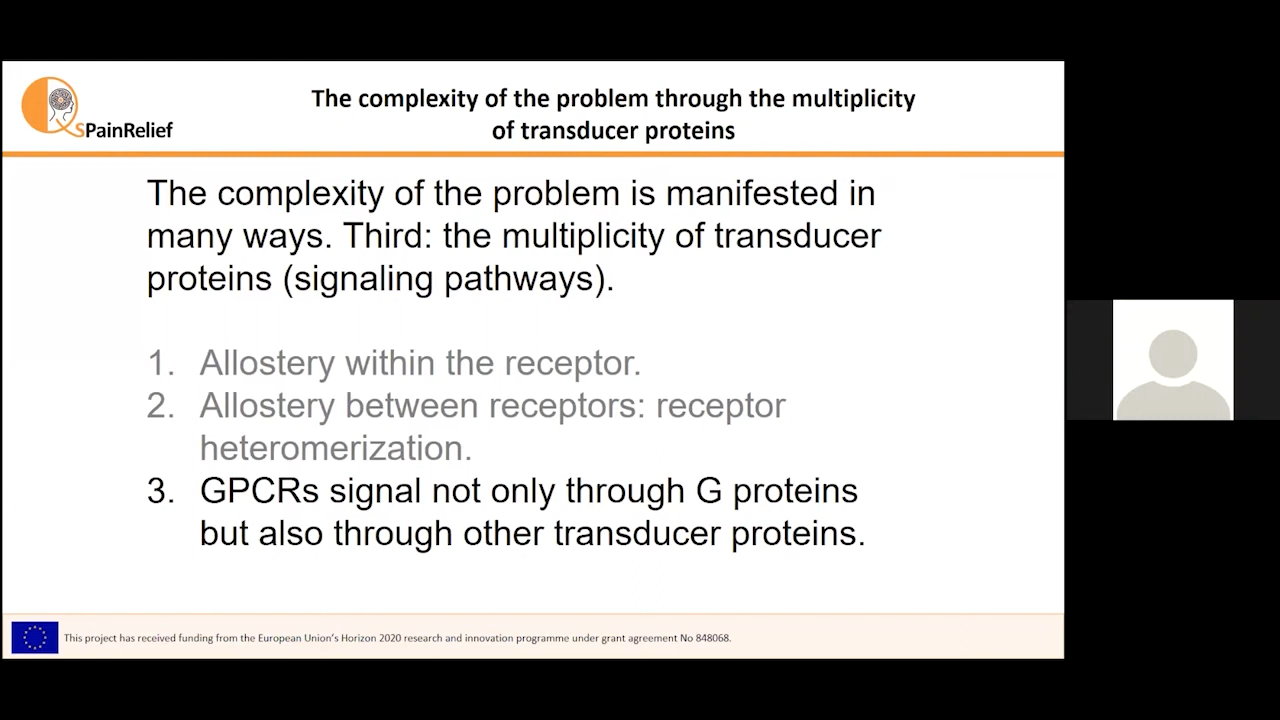 The complexity of the problem through the multiplicity
of transducer proteins
QSPainRelief
The complexity of the problem is manifested in
many ways. Third: the multiplicity of transducer
proteins (signaling pathways).
1. Allostery within the receptor.
2. Allostery between receptors: receptor
heteromerization.
3. GPCRs signal not only through G proteins
but also through other transducer proteins.
This project has received funding from the European Union's Horizon 2020 research and innovation programme under grant agreement No 848068.